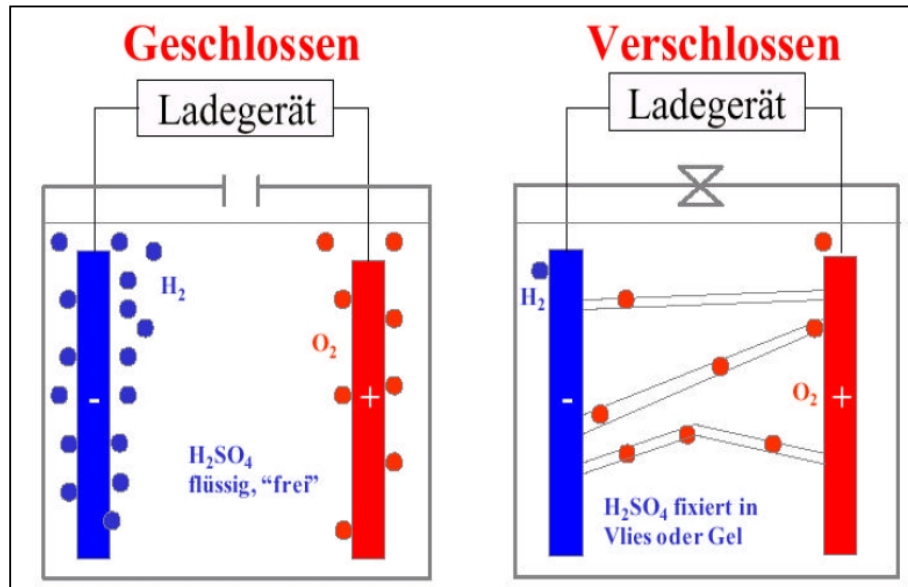 Geschlossen
Ladegerät
H₂
O₂
-
+
H₂SO₄
flüssig, “frei”
Verschlossen
Ladegerät
H₂
O₂
-
+
H₂SO₄ fixiert in
Vlies oder Gel